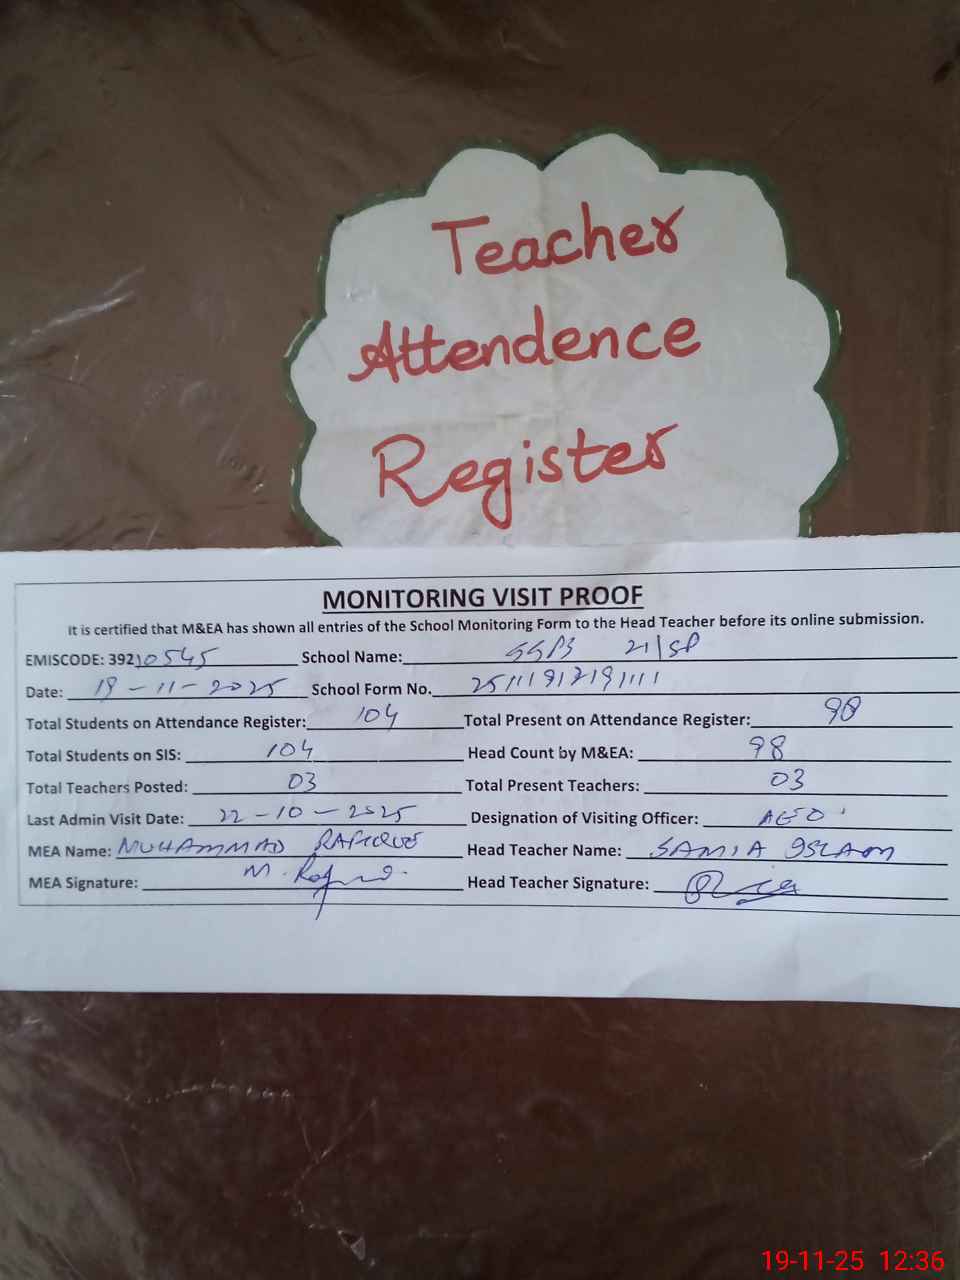 Teacher
Attendence
Register
MONITORING VISIT PROOF
It is certified that M&EA has shown all entries of the School Monitoring Form to the Head Teacher before its online submission.
EMISCODE: 39210545 School Name: 21/SP
Date: 19-11-2025 School Form No.
Total Students on Attendance Register: 104 Total Present on Attendance Register: 98
Total Students on SIS: 104 Head Count by M&EA: 98
Total Teachers Posted: 03 Total Present Teachers: 03
Last Admin Visit Date: 22-10-2025 Designation of Visiting Officer: AEO
MEA Name: MUHAMMAD RAFIQUE Head Teacher Name: SAMIA ISLAM
MEA Signature: Head Teacher Signature:
19-11-25 12:36